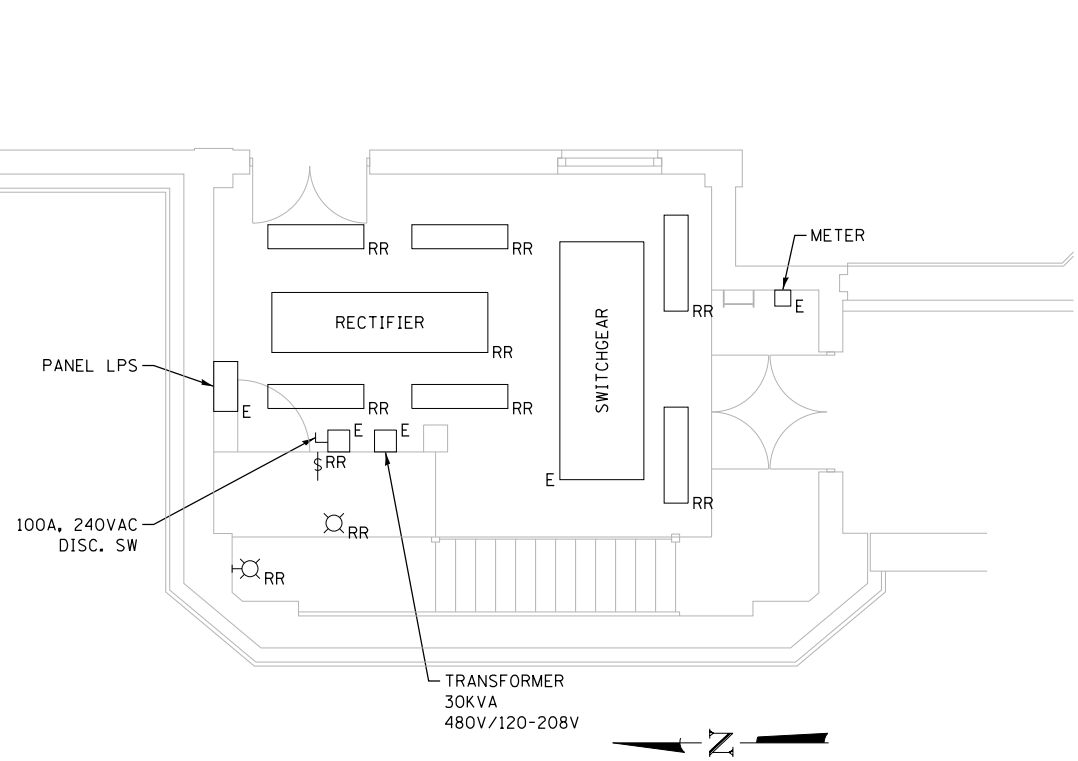 METER
E
RR
RR
RECTIFIER
RR
SWITCHGEAR
RR
PANEL LPS
E
RR
RR
E
E
$
RR
E
RR
100A, 240VAC
DISC. SW
RR
RR
TRANSFORMER
30KVA
480V/120-208V
N